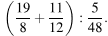 (19/8 + 11/12) : 5/48.